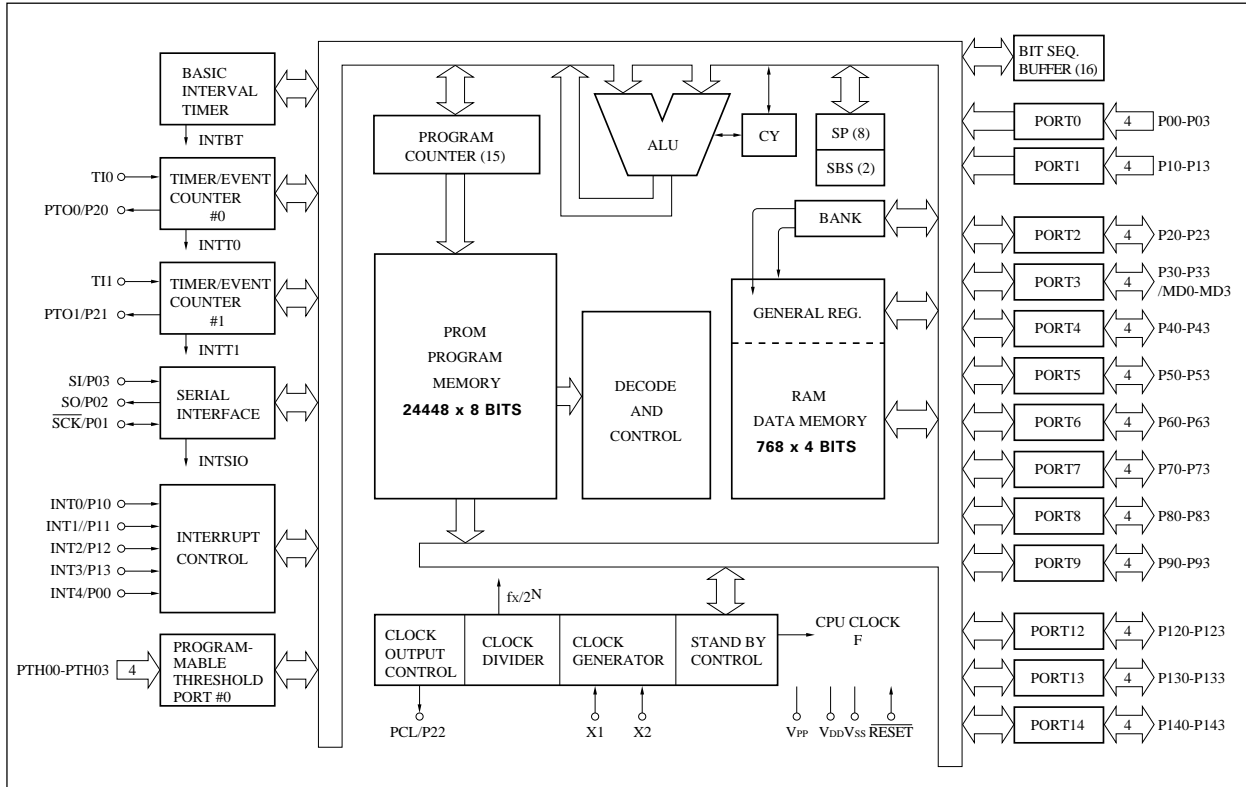 BASIC
INTERVAL
TIMER
INTBT
TI0
PTO0/P20
TIMER/EVENT
COUNTER
#0
INTT0
TI1
PTO1/P21
TIMER/EVENT
COUNTER
#1
INTT1
SI/P03
SO/P02
SCK/P01
SERIAL
INTERFACE
INTSIO
INT0/P10
INT1//P11
INT2/P12
INT3/P13
INT4/P00
INTERRUPT
CONTROL
PTH00-PTH03
4
PROGRAM-
MABLE
THRESHOLD
PORT #0
PROGRAM
COUNTER (15)
ALU
CY
SP (8)
SBS (2)
BANK
PROM
PROGRAM
MEMORY
24448 x 8 BITS
DECODE
AND
CONTROL
GENERAL REG.
RAM
DATA MEMORY
768 x 4 BITS
fx/2N
CLOCK
OUTPUT
CONTROL
CLOCK
DIVIDER
CLOCK
GENERATOR
STAND BY
CONTROL
CPU CLOCK
F
PCL/P22
X1
X2
VPP
VDD
VSS
RESET
BIT SEQ.
BUFFER (16)
PORT0
4
P00-P03
PORT1
4
P10-P13
PORT2
4
P20-P23
PORT3
4
P30-P33
/MD0-MD3
PORT4
4
P40-P43
PORT5
4
P50-P53
PORT6
4
P60-P63
PORT7
4
P70-P73
PORT8
4
P80-P83
PORT9
4
P90-P93
PORT12
4
P120-P123
PORT13
4
P130-P133
PORT14
4
P140-P143